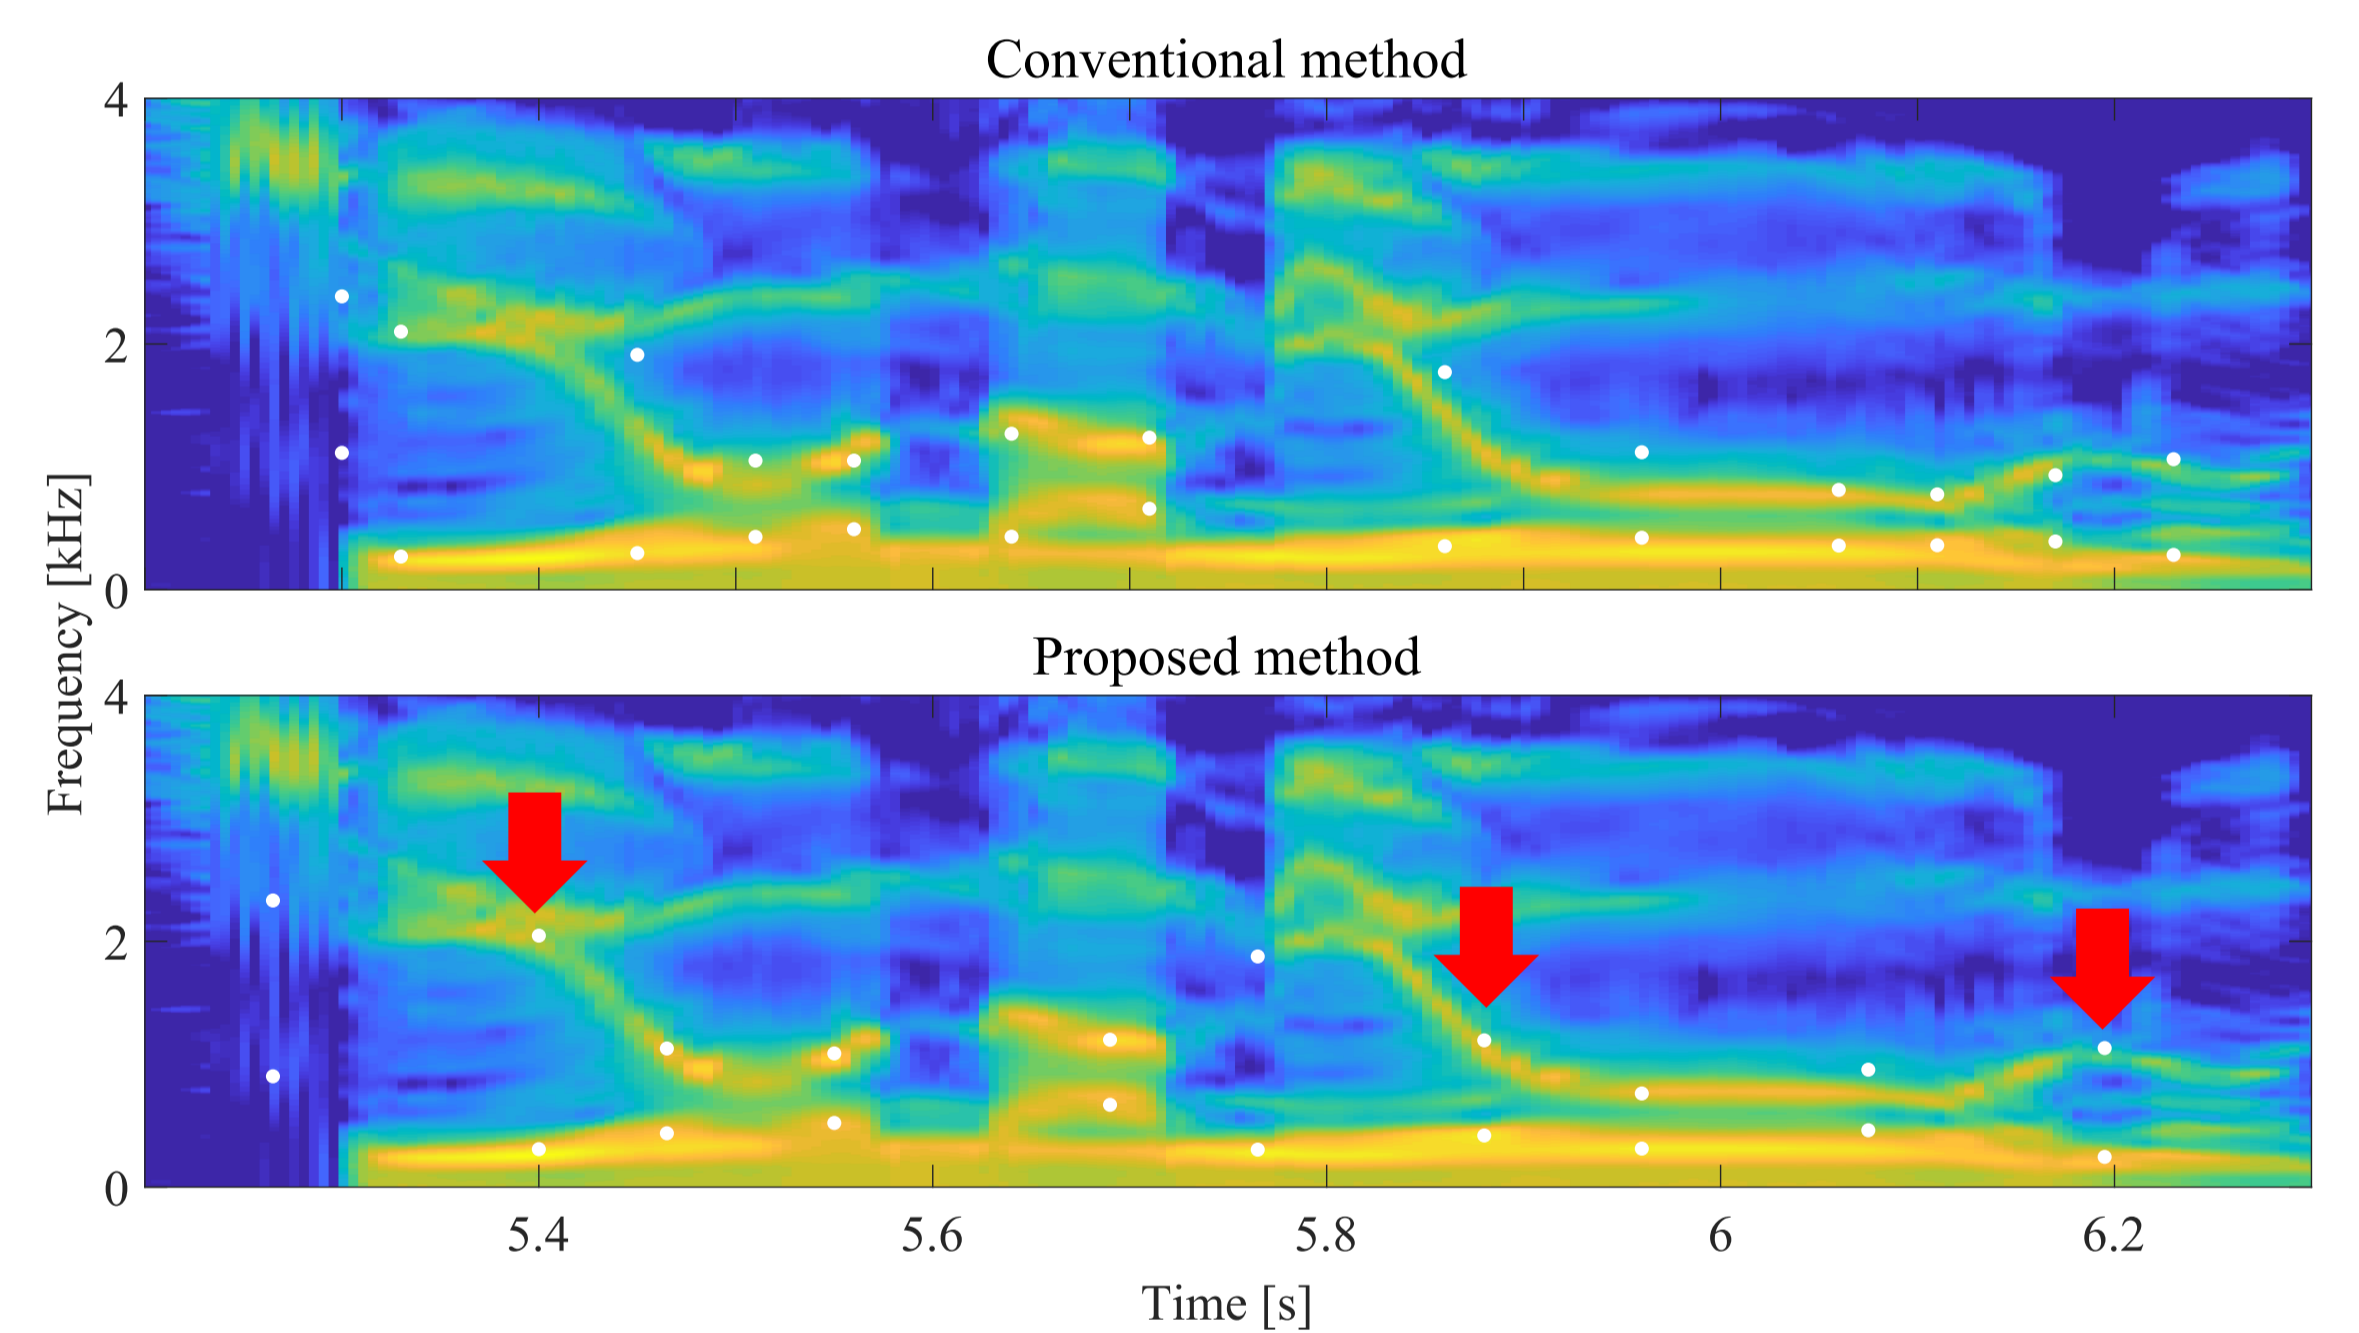 Conventional method
4
2
0
Proposed method
4
2
0
Frequency [kHz]
5.4 5.6 5.8 6 6.2
Time [s]